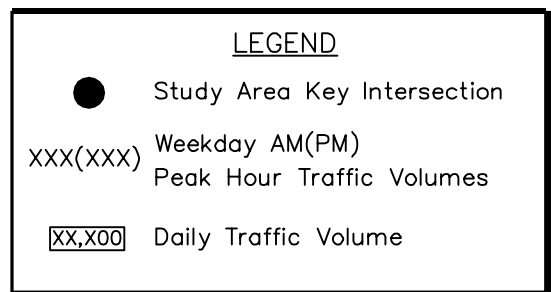 LEGEND
Study Area Key Intersection
XXX(XXX) Weekday AM(PM)
Peak Hour Traffic Volumes
XX,X00 Daily Traffic Volume